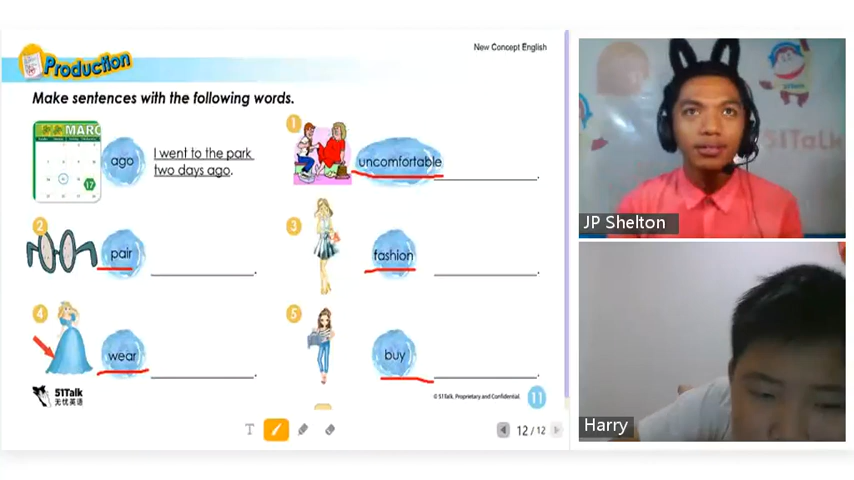 New Concept English
Production
Make sentences with the following words.
MARC
17
ago
I went to the park
two days ago.
1
uncomfortable
2
pair
3
fashion
4
wear
5
buy
51Talk
无忧英语
© 51Talk. Proprietary and Confidential.
11
T
12 / 12
51Talk
JP Shelton
Harry